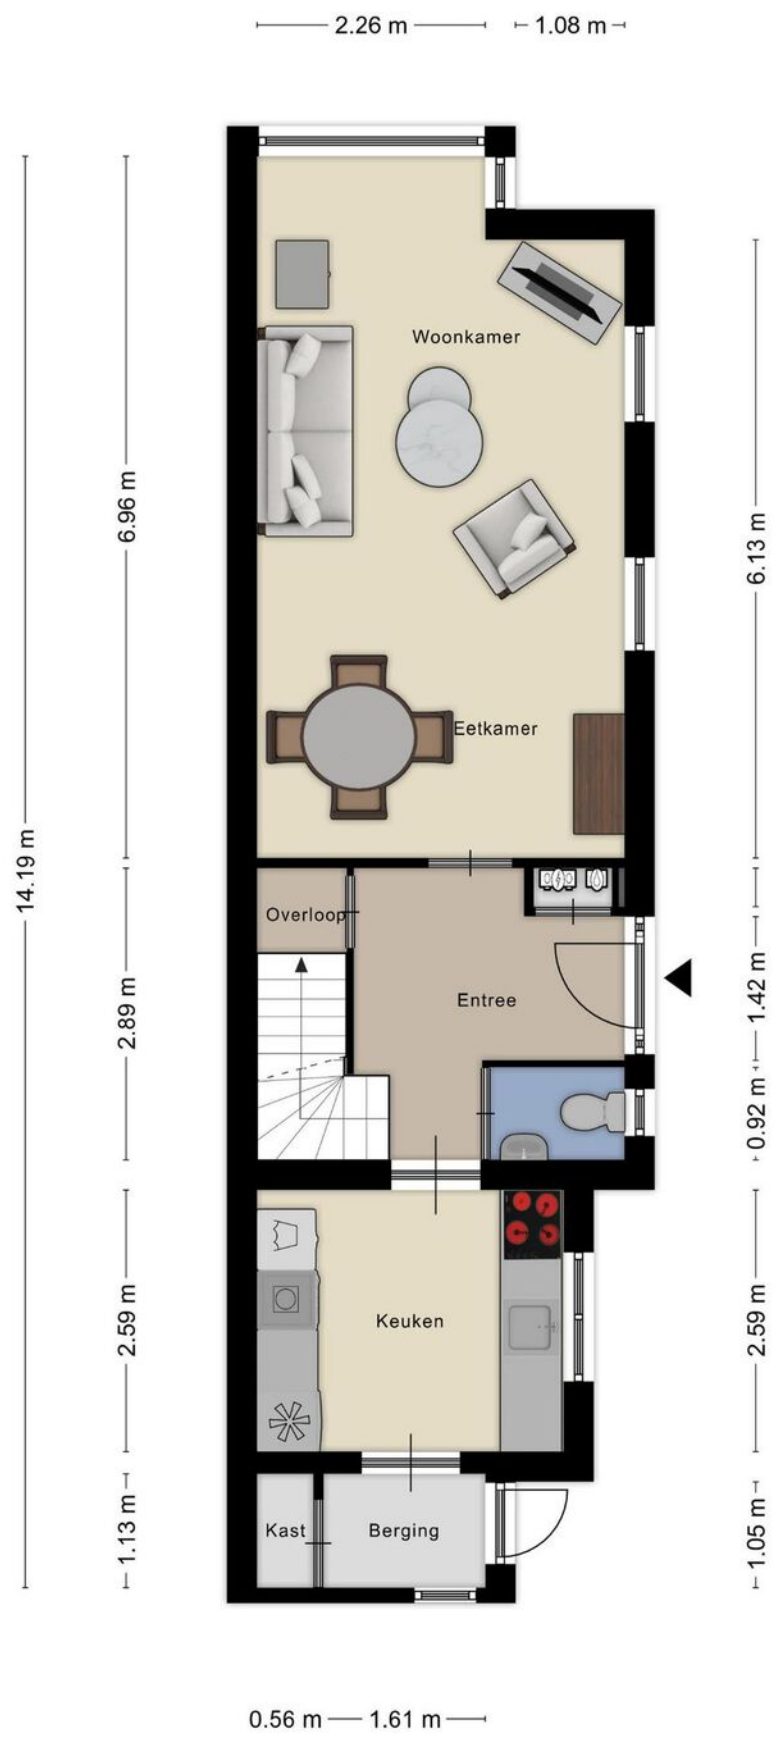 2.26 m
1.08 m
Woonkamer
6.96 m
6.13 m
Eetkamer
14.19 m
Overloop
Entree
2.89 m
1.42 m
0.92 m
Keuken
2.59 m
2.59 m
Kast
Berging
1.13 m
1.05 m
0.56 m
1.61 m